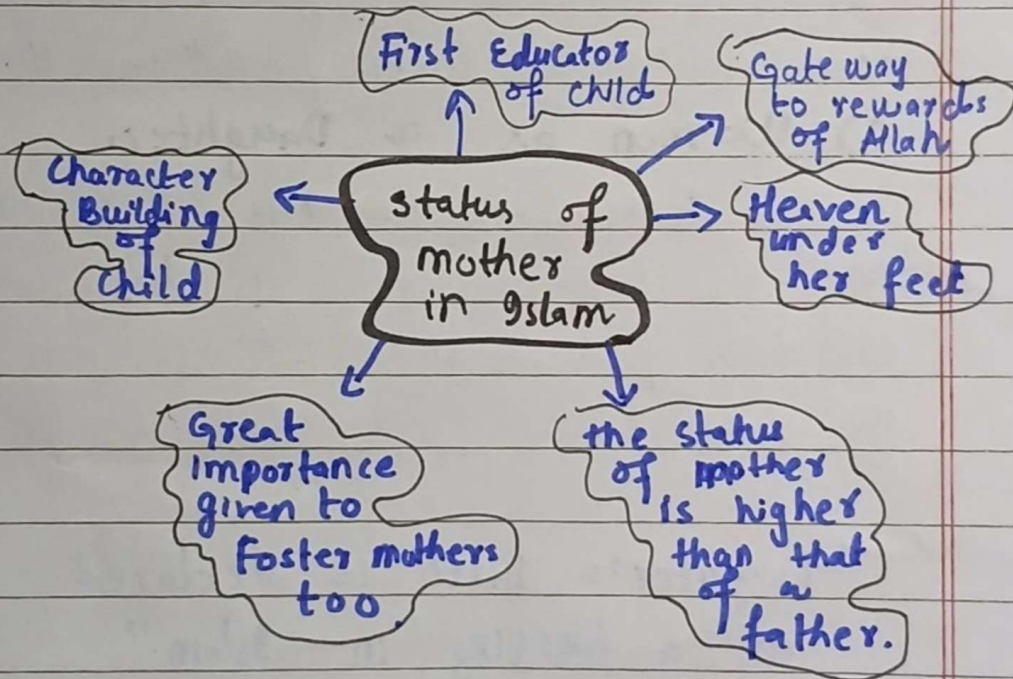 First Educator
of child
Gateway
to rewards
of Allah
Character
Building
of
Child
status of
mother
in Islam
Heaven
under
her feet
Great
importance
given to
Foster mothers
too.
the status
of mother
is higher
than that
of a
father.